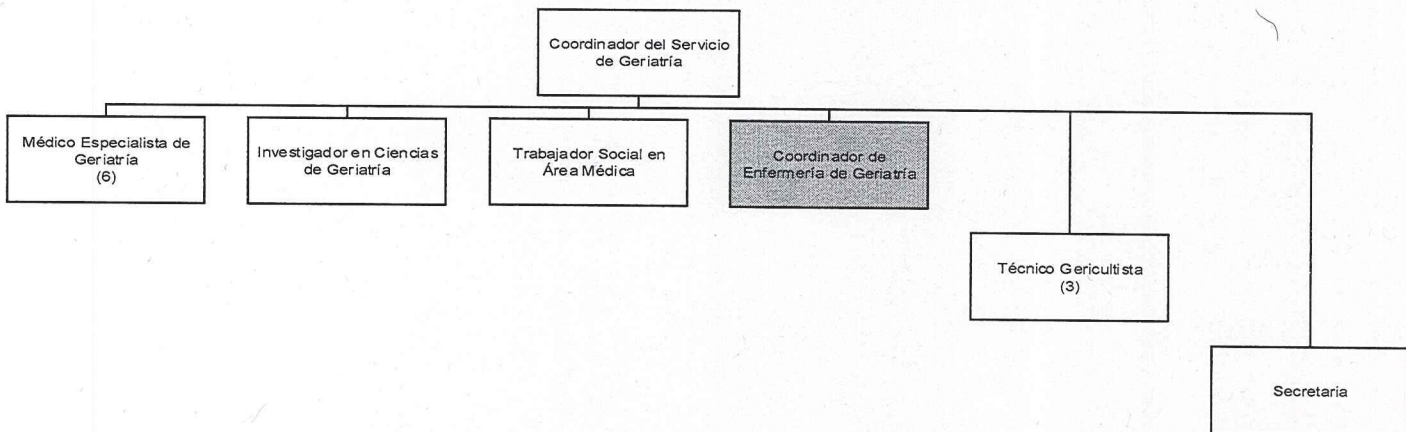 Coordinador del Servicio
de Geriatría
Médico Especialista de
Geriatría
(6)
Investigador en Ciencias
de Geriatría
Trabajador Social en
Área Médica
Coordinador de
Enfermería de Geriatría
Técnico Gericultista
(3)
Secretaria